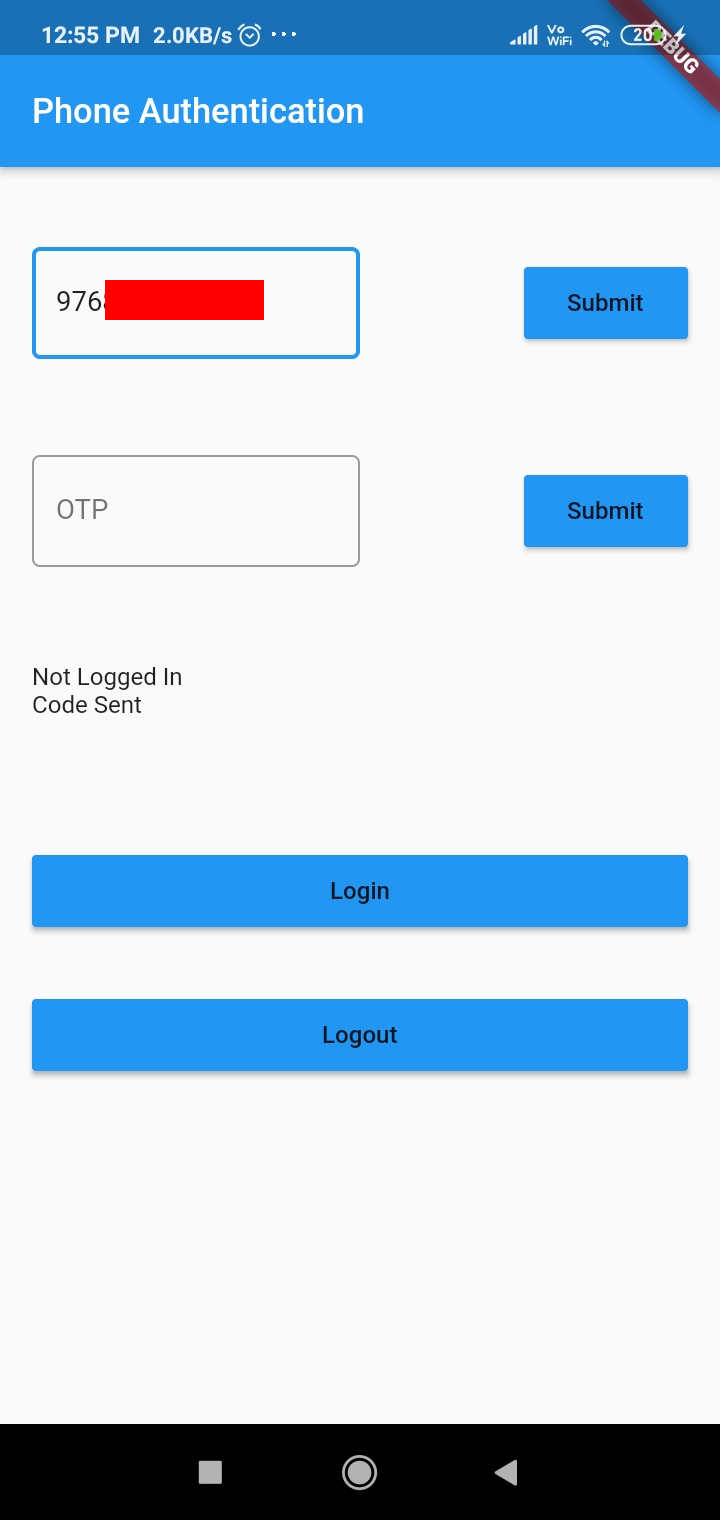 12:55 PM 2.0KB/s
Vo
WiFi
20
DEBUG
Phone Authentication
976
Submit
OTP
Submit
Not Logged In
Code Sent
Login
Logout